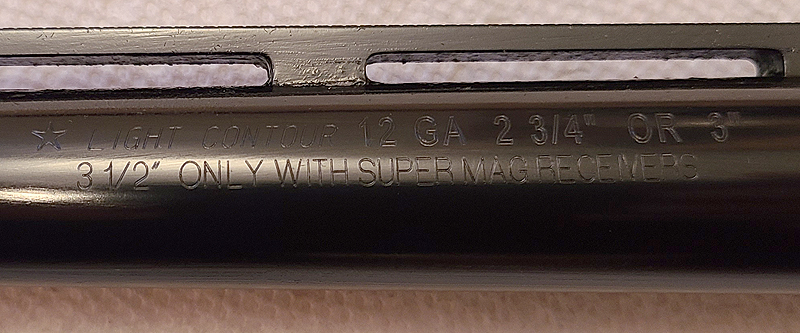 ☆ LIGHT CONTOUR 12 GA 2 3/4" OR 3"
3 1/2" ONLY WITH SUPER MAG RECEIVERS